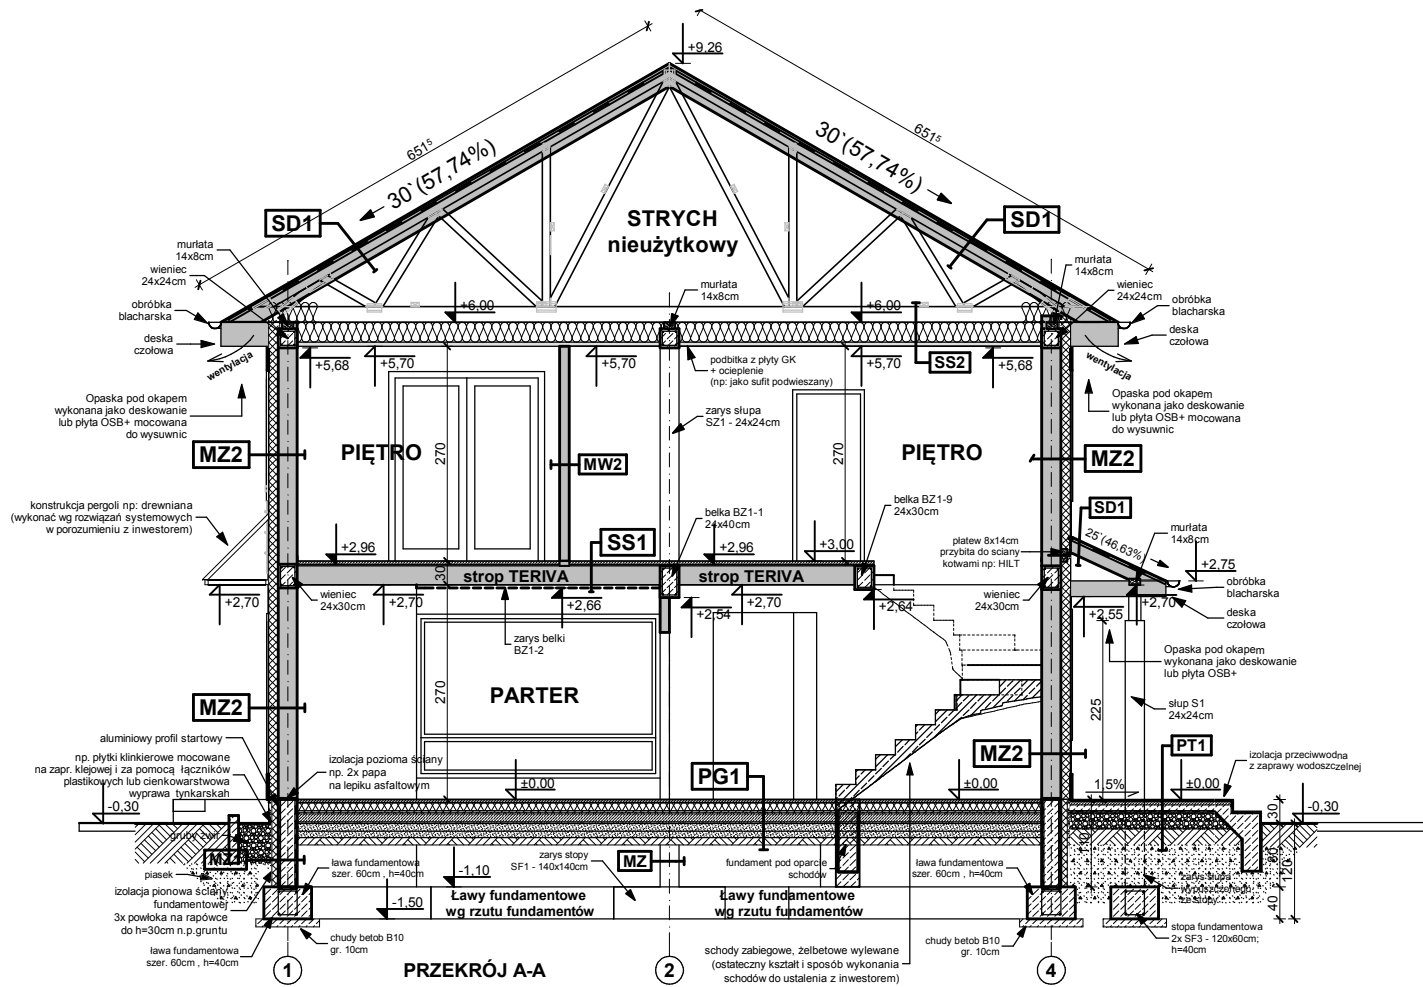 +9,26
651⁵
651⁵
30`(57,74%)
30`(57,74%)
SD1
SD1
STRYCH
nieużytkowy
murłata
14x8cm
wieniec
24x24cm
obróbka
blacharska
deska
czołowa
wentylacja
+6,00
murłata
14x8cm
+6,00
murłata
14x8cm
wieniec
24x24cm
obróbka
blacharska
deska
czołowa
wentylacja
+5,68
+5,70
+5,70
podbitka z płyty GK
+ ocieplenie
(np: jako sufit podwieszany)
+5,70
SS2
+5,68
Opaska pod okapem
wykonana jako deskowanie
lub płyta OSB+ mocowana
do wysuwnic
zarys słupa
SZ1 - 24x24cm
Opaska pod okapem
wykonana jako deskowanie
lub płyta OSB+ mocowana
do wysuwnic
MZ2
PIĘTRO
270
MW2
270
PIĘTRO
MZ2
konstrukcja pergoli np: drewniana
(wykonać wg rozwiązań systemowych
w porozumieniu z inwestorem)
belka BZ1-1
24x40cm
belka BZ1-9
24x30cm
SD1
25`(46,63%
murłata
14x8cm
płatew 8x14cm
przybita do sciany
kotwami np: HILT
+2,96
SS1
+2,96
+3,00
+2,75
30
strop TERIVA
strop TERIVA
+2,70
wieniec
24x30cm
+2,70
+2,66
+2,54
+2,70
+2,64
wieniec
24x30cm
+2,55
+2,70
obróbka
blacharska
deska
czołowa
zarys belki
BZ1-2
Opaska pod okapem
wykonana jako deskowanie
lub płyta OSB+
MZ2
PARTER
270
225
słup S1
24x24cm
aluminiowy profil startowy
np. płytki klinkierowe mocowane
na zapr. klejowej i za pomocą łączników
plastikowych lub cienkowarstwowa
wyprawa tynkarskah
izolacja pozioma ściany
np. 2x papa
na lepiku asfaltowym
MZ2
PT1
izolacja przeciwwodna
z zaprawy wodoszczelnej
PG1
±0,00
±0,00
1,5%
±0,00
-0,30
-0,30
30
gruby żwir
MZ1
piasek
ława fundamentowa
szer. 60cm , h=40cm
-1,10
zarys stopy
SF1 - 140x140cm
MZ
fundament pod oparcie
schodów
ława fundamentowa
szer. 60cm , h=40cm
110
80
120
40
zarys słupa
wypuszczonego
ze stopy
izolacja pionowa ściany
fundamentowej
3x powłoka na rapówce
do h=30cm n.p.gruntu
-1,50
Ławy fundamentowe
wg rzutu fundamentów
Ławy fundamentowe
wg rzutu fundamentów
ława fundamentowa
szer. 60cm , h=40cm
chudy betob B10
gr. 10cm
schody zabiegowe, żelbetowe wylewane
(ostateczny kształt i sposób wykonania
schodów do ustalenia z inwestorem)
chudy betob B10
gr. 10cm
stopa fundamentowa
2x SF3 - 120x60cm;
h=40cm
1
PRZEKRÓJ A-A
2
4